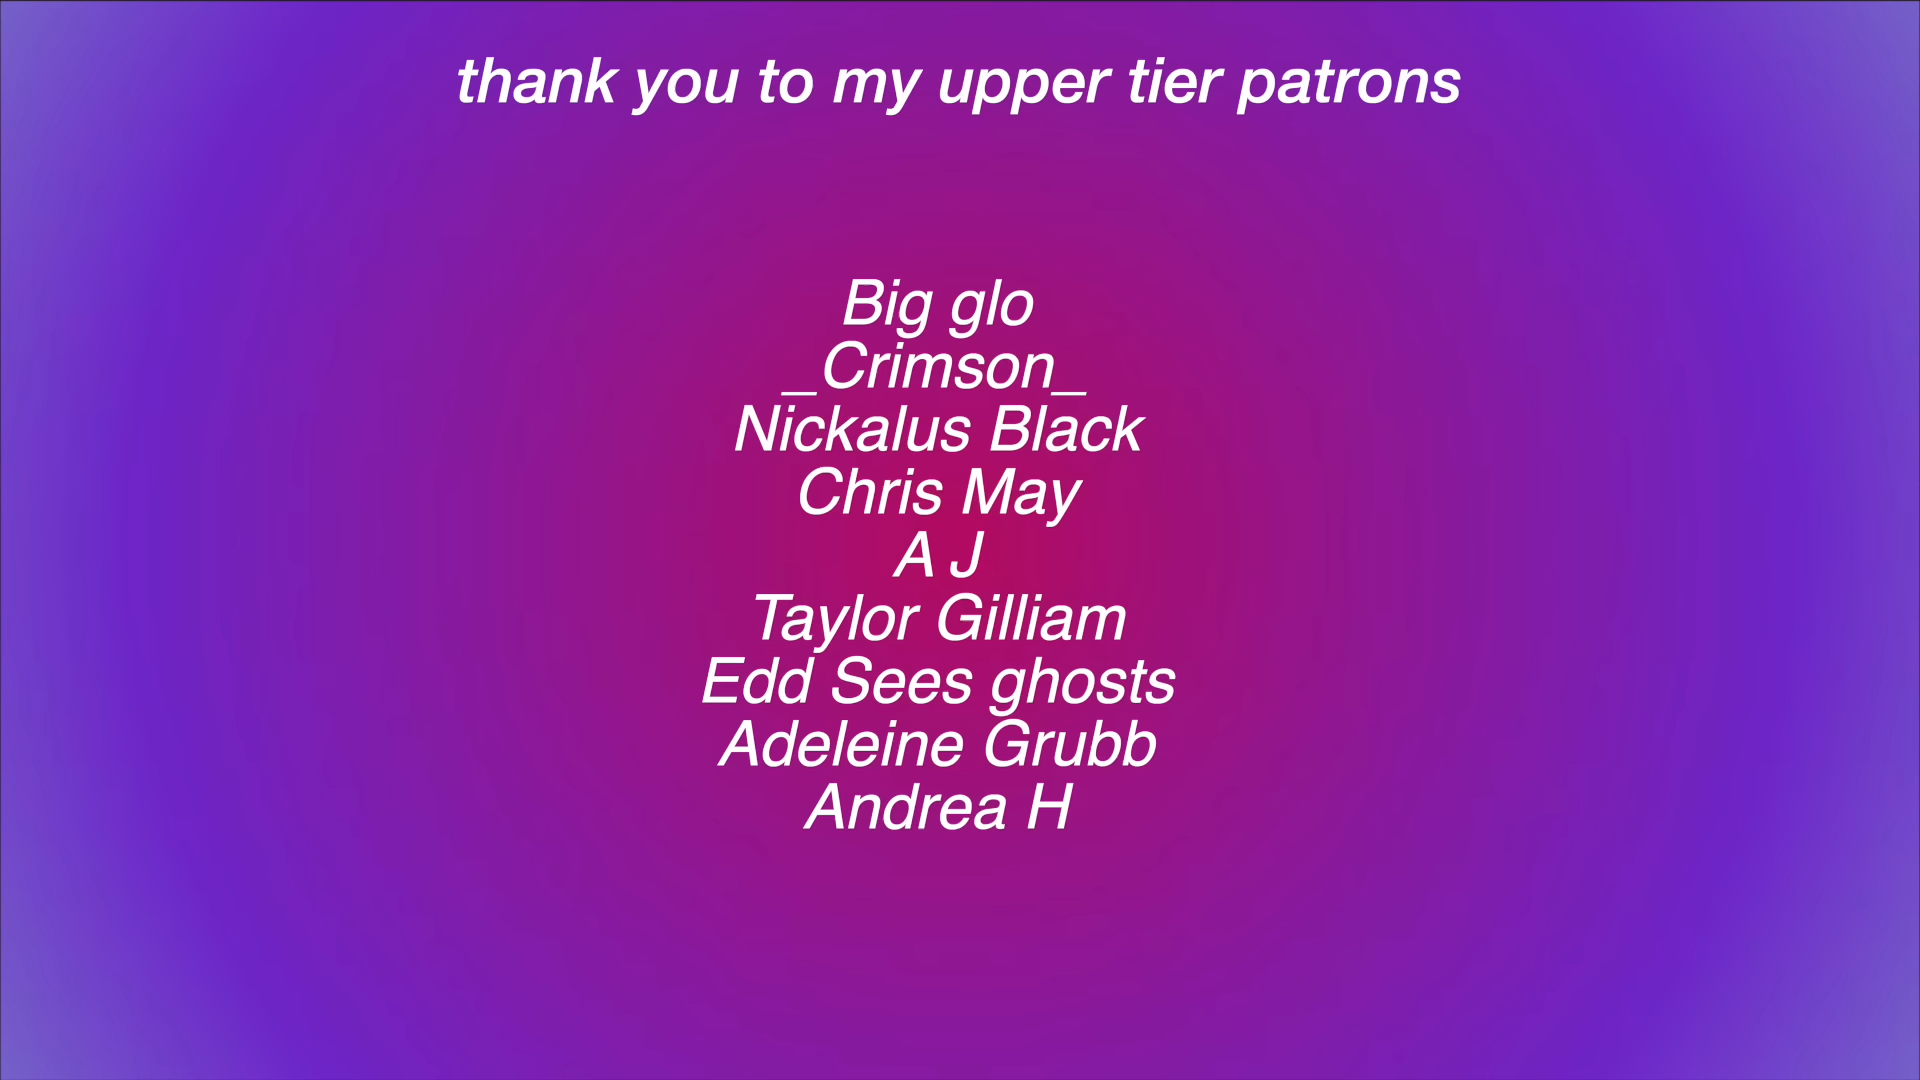 thank you to my upper tier patrons
Big glo
_Crimson_
Nickalus Black
Chris May
A J
Taylor Gilliam
Edd Sees ghosts
Adeleine Grubb
Andrea H